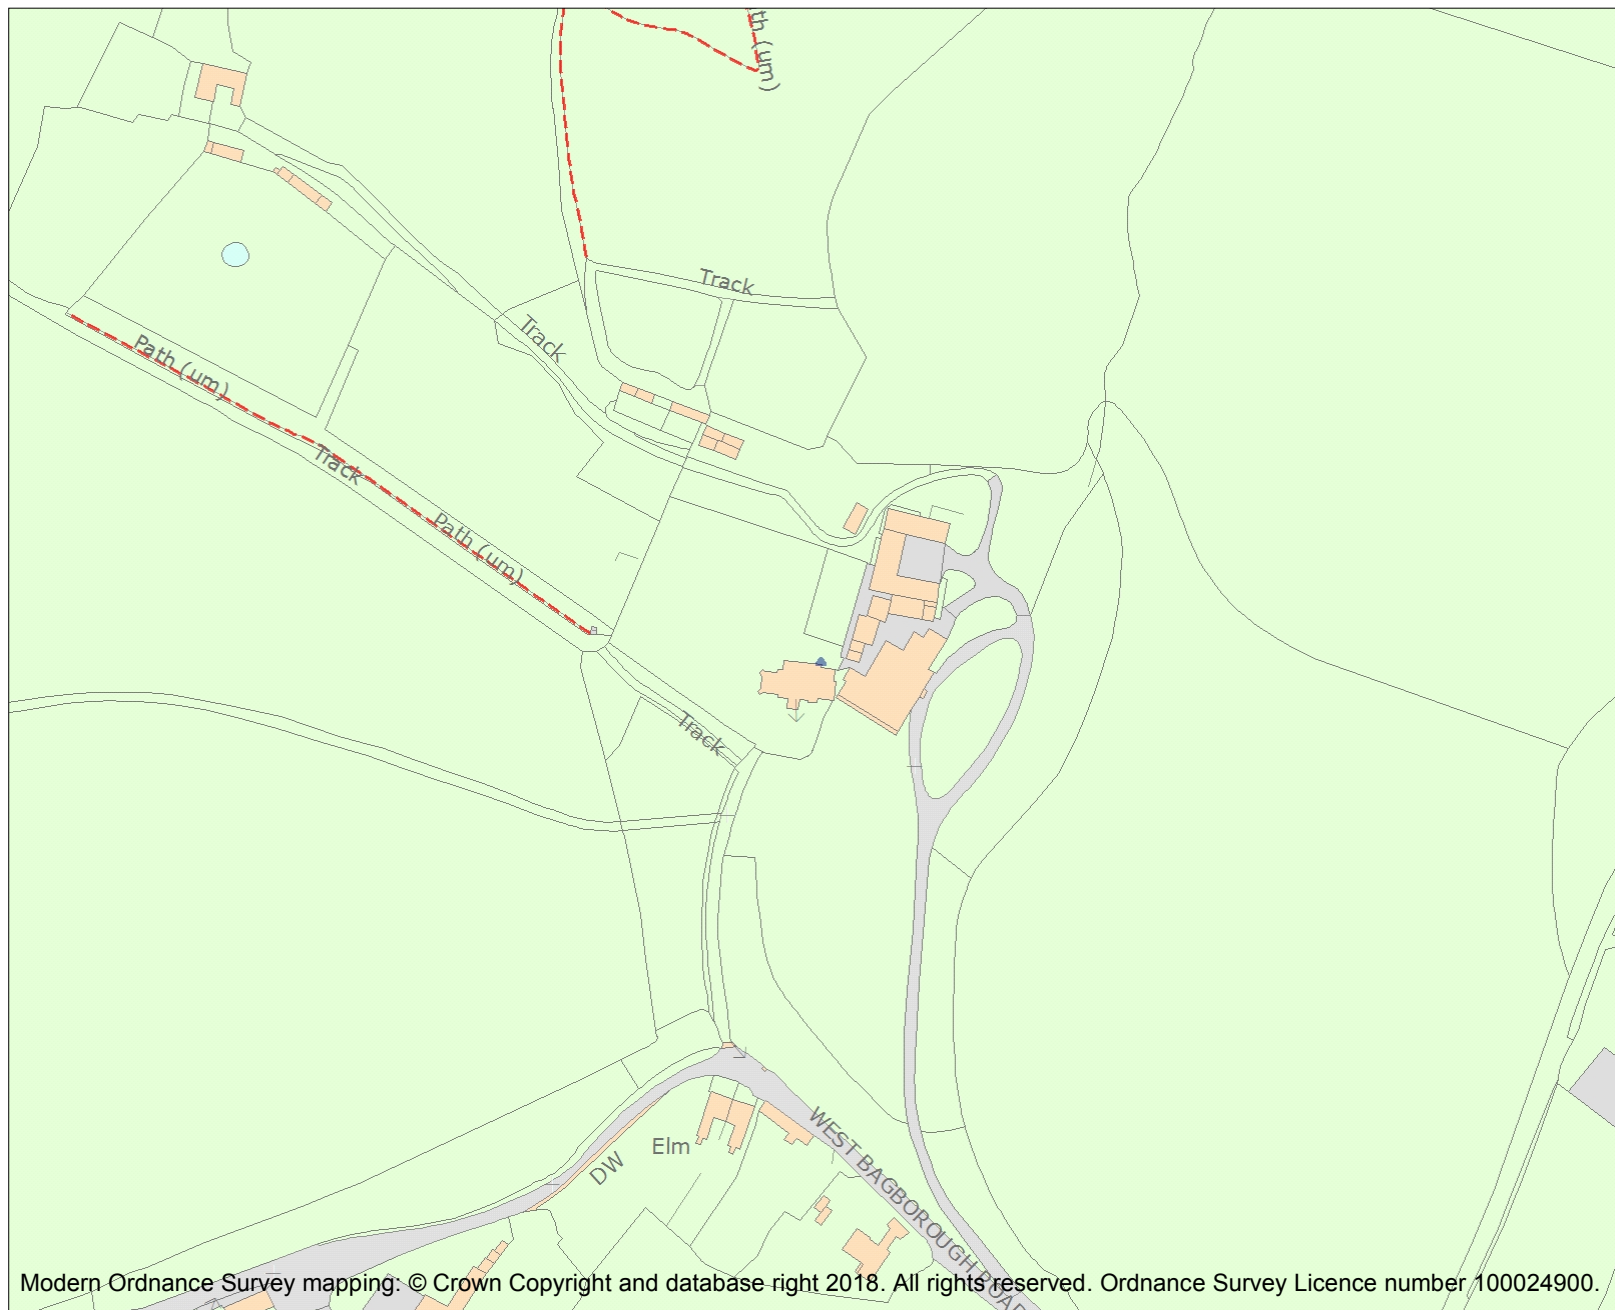 th (um)
Track
Track
Path (um)
Track
Path (um)
Track
WEST BAGBOROUGH ROAD
Elm
DW
Modern Ordnance Survey mapping: © Crown Copyright and database right 2018. All rights reserved. Ordnance Survey Licence number 100024900.